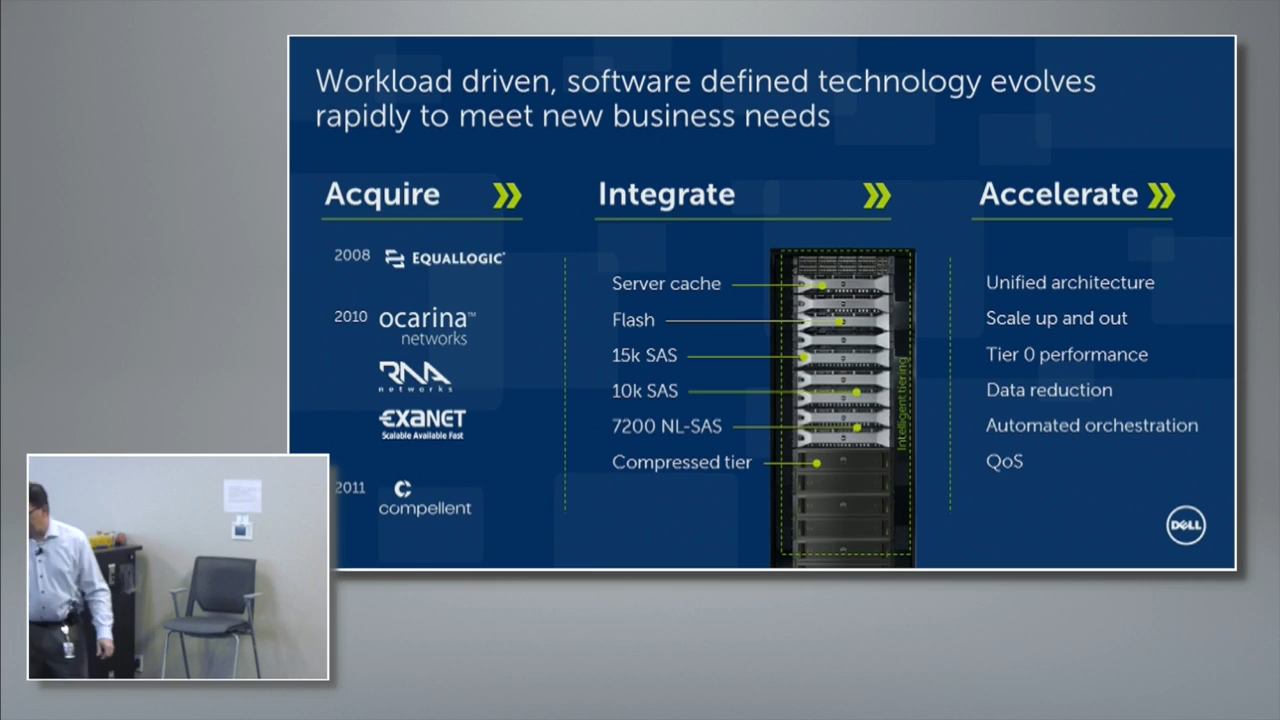 Workload driven, software defined technology evolves
rapidly to meet new business needs
Acquire
2008 EQUALLOGIC
2010 ocarina™
networks
RNA
networks
EXANET
Scalable Available Fast
2011
compellent
Integrate
Server cache
Flash
15k SAS
10k SAS
7200 NL-SAS
Compressed tier
Intelligent tiering
Accelerate
Unified architecture
Scale up and out
Tier 0 performance
Data reduction
Automated orchestration
QoS
DELL